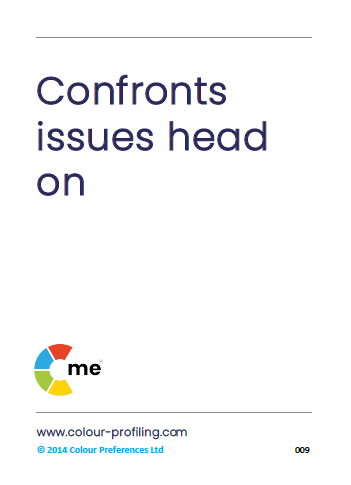 Confronts
issues head
on
me®
www.colour-profiling.com
© 2014 Colour Preferences Ltd 009